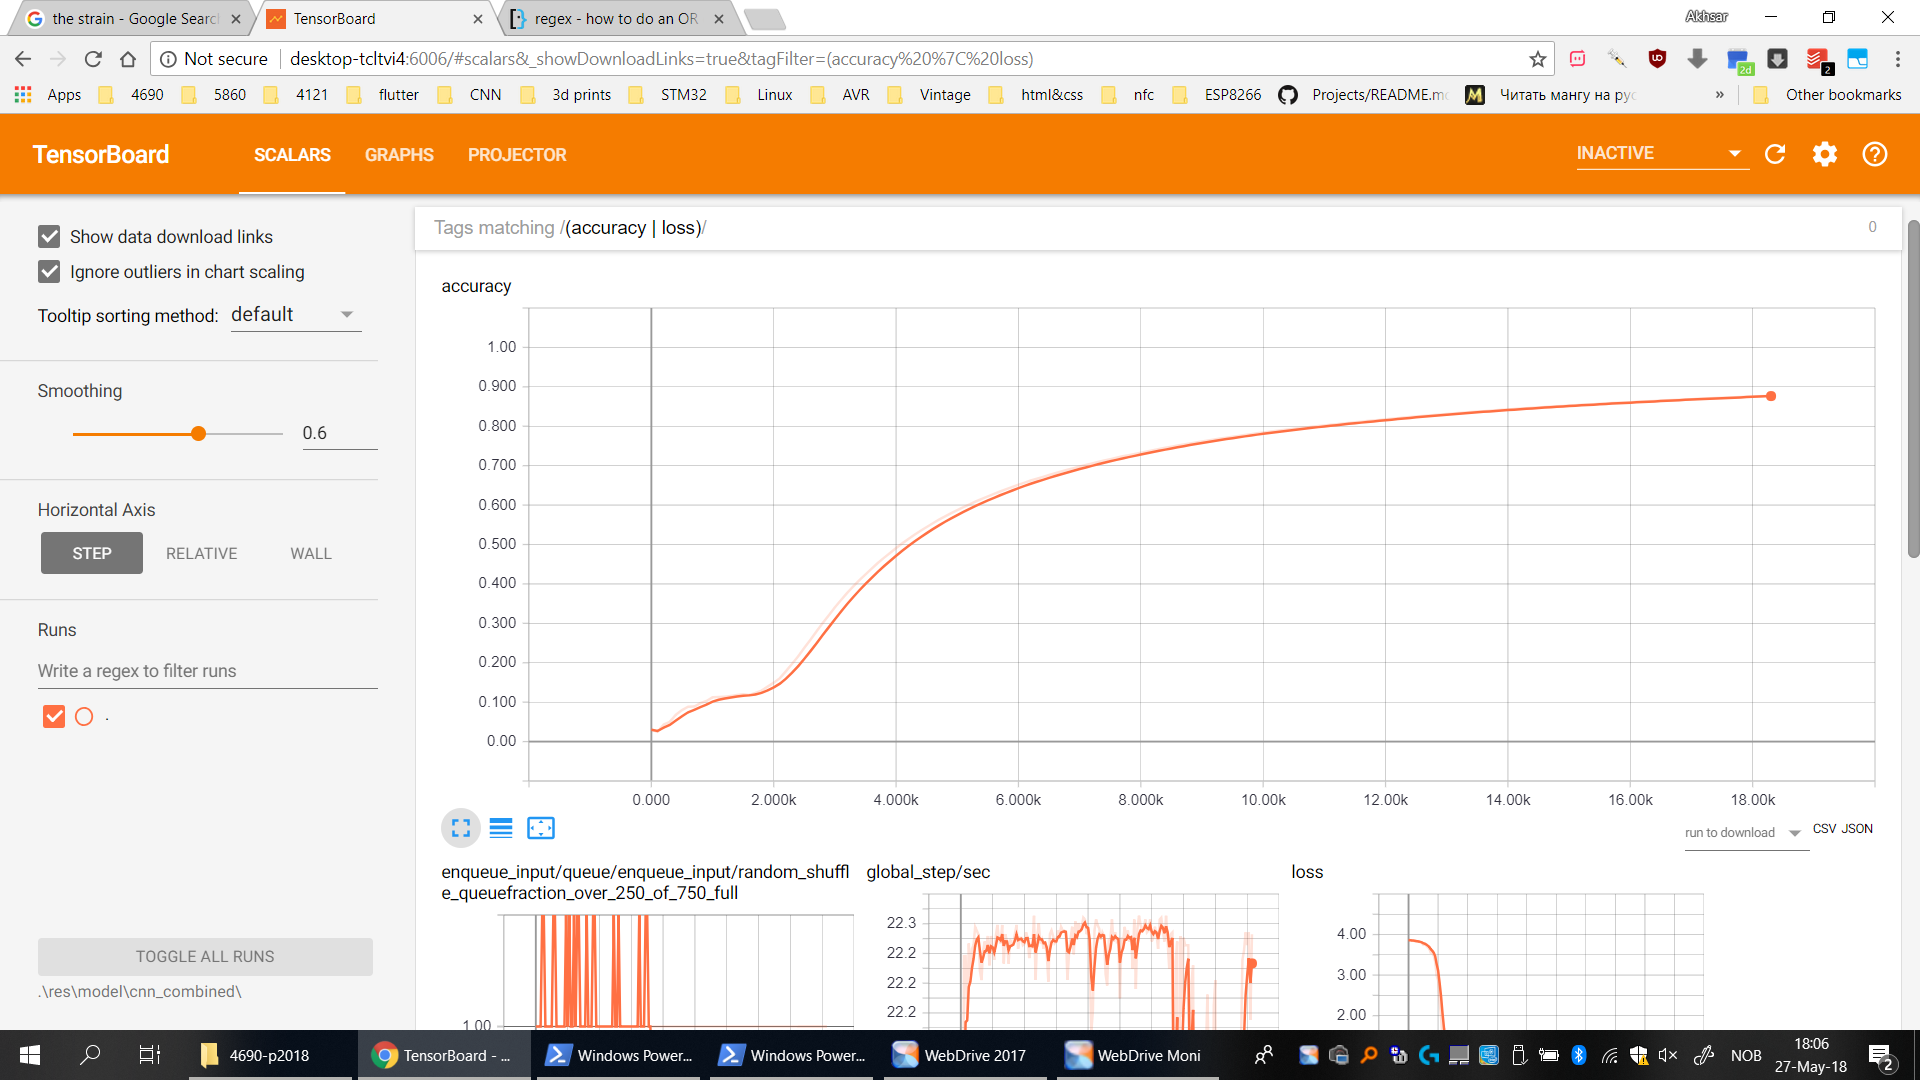 the strain - Google Searc
TensorBoard
regex - how to do an OR
Akhsar
Not secure
desktop-tcltvi4:6006/#scalars&_showDownloadLinks=true&tagFilter=(accuracy%20%7C%20loss)
2d
2
Apps
4690
5860
4121
flutter
CNN
3d prints
STM32
Linux
AVR
Vintage
html&css
nfc
ESP8266
Projects/README.m
Читать мангу на рус
»
Other bookmarks
TensorBoard
SCALARS
GRAPHS
PROJECTOR
INACTIVE
Show data download links
Ignore outliers in chart scaling
Tooltip sorting method: default
Smoothing
0.6
Horizontal Axis
STEP
RELATIVE
WALL
Runs
Write a regex to filter runs
.
TOGGLE ALL RUNS
.\res\model\cnn_combined\
Tags matching /(accuracy | loss)/
0
accuracy
1.00
0.900
0.800
0.700
0.600
0.500
0.400
0.300
0.200
0.100
0.00
0.000
2.000k
4.000k
6.000k
8.000k
10.00k
12.00k
14.00k
16.00k
18.00k
run to download
CSV JSON
enqueue_input/queue/enqueue_input/random_shuffl
e_queuefraction_over_250_of_750_full
1.00
global_step/sec
22.3
22.2
22.2
22.2
loss
4.00
3.00
2.00
4690-p2018
TensorBoard - ...
Windows Power...
Windows Power...
WebDrive 2017
WebDrive Moni
NOB
18:06
27-May-18
2